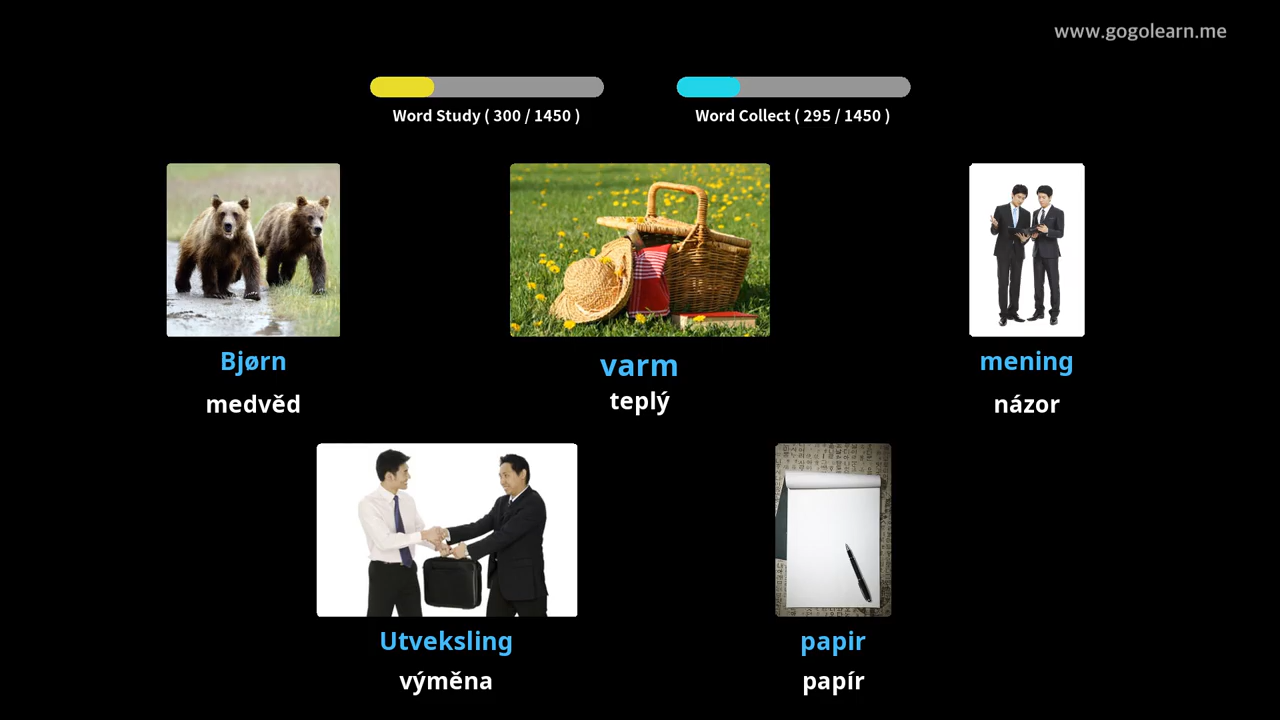 www.gogolearn.me
Word Study ( 300 / 1450 )
Word Collect ( 295 / 1450 )
Bjørn
medvěd
varm
teplý
mening
názor
Utveksling
výměna
papir
papír